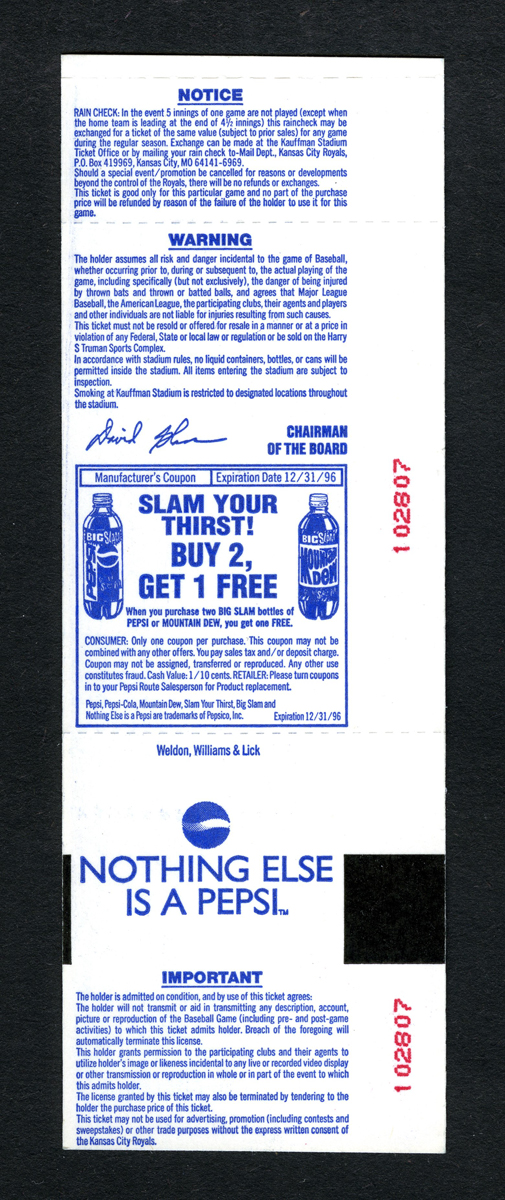 NOTICE
RAIN CHECK: In the event 5 innings of one game are not played (except when
the home team is leading at the end of 4½ innings) this raincheck may be
exchanged for a ticket of the same value (subject to prior sales) for any game
during the regular season. Exchange can be made at the Kauffman Stadium
Ticket Office or by mailing your rain check to-Mail Dept., Kansas City Royals,
P.O. Box 419969, Kansas City, MO 64141-6969.
Should a special event/promotion be cancelled for reasons or developments
beyond the control of the Royals, there will be no refunds or exchanges.
This ticket is good only for this particular game and no part of the purchase
price will be refunded by reason of the failure of the holder to use it for this
game.
WARNING
The holder assumes all risk and danger incidental to the game of Baseball,
whether occurring prior to, during or subsequent to, the actual playing of the
game, including specifically (but not exclusively), the danger of being injured
by thrown bats and thrown or batted balls, and agrees that Major League
Baseball, the American League, the participating clubs, their agents and players
and other individuals are not liable for injuries resulting from such causes.
This ticket must not be resold or offered for resale in a manner or at a price in
violation of any Federal, State or local law or regulation or be sold on the Harry
S Truman Sports Complex.
In accordance with stadium rules, no liquid containers, bottles, or cans will be
permitted inside the stadium. All items entering the stadium are subject to
inspection.
Smoking at Kauffman Stadium is restricted to designated locations throughout
the stadium.
David Glass
CHAIRMAN
OF THE BOARD
102807
Manufacturer's Coupon Expiration Date 12/31/96
SLAM YOUR
THIRST!
BUY 2,
GET 1 FREE
BIG SLAM
PEPSI
BIG SLAM
MOUNTAIN
DEW
When you purchase two BIG SLAM bottles of
PEPSI or MOUNTAIN DEW, you get one FREE.
CONSUMER: Only one coupon per purchase. This coupon may not be
combined with any other offers. You pay sales tax and/or deposit charge.
Coupon may not be assigned, transferred or reproduced. Any other use
constitutes fraud. Cash Value: 1/10 cents. RETAILER: Please turn coupons
in to your Pepsi Route Salesperson for Product replacement.
Pepsi, Pepsi-Cola, Mountain Dew, Slam Your Thirst, Big Slam and
Nothing Else is a Pepsi are trademarks of Pepsico, Inc. Expiration 12/31/96
Weldon, Williams & Lick
NOTHING ELSE
IS A PEPSI.™
IMPORTANT
The holder is admitted on condition, and by use of this ticket agrees:
The holder will not transmit or aid in transmitting any description, account,
picture or reproduction of the Baseball Game (including pre- and post-game
activities) to which this ticket admits holder. Breach of the foregoing will
automatically terminate this license.
This holder grants permission to the participating clubs and their agents to
utilize holder's image or likeness incidental to any live or recorded video display
or other transmission or reproduction in whole or in part of the event to which
this admits holder.
The license granted by this ticket may also be terminated by tendering to the
holder the purchase price of this ticket.
This ticket may not be used for advertising, promotion (including contests and
sweepstakes) or other trade purposes without the express written consent of
the Kansas City Royals.
102807